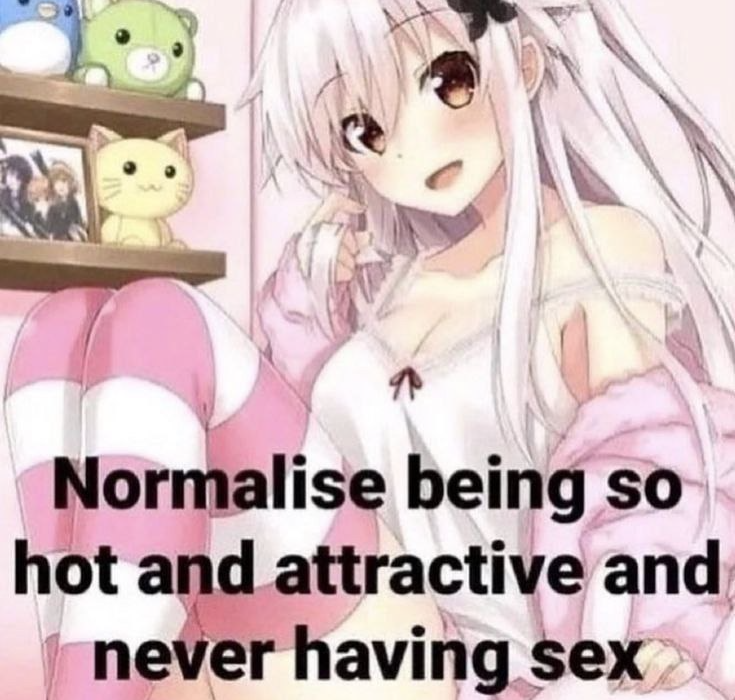 Normalise being so
hot and attractive and
never having sex